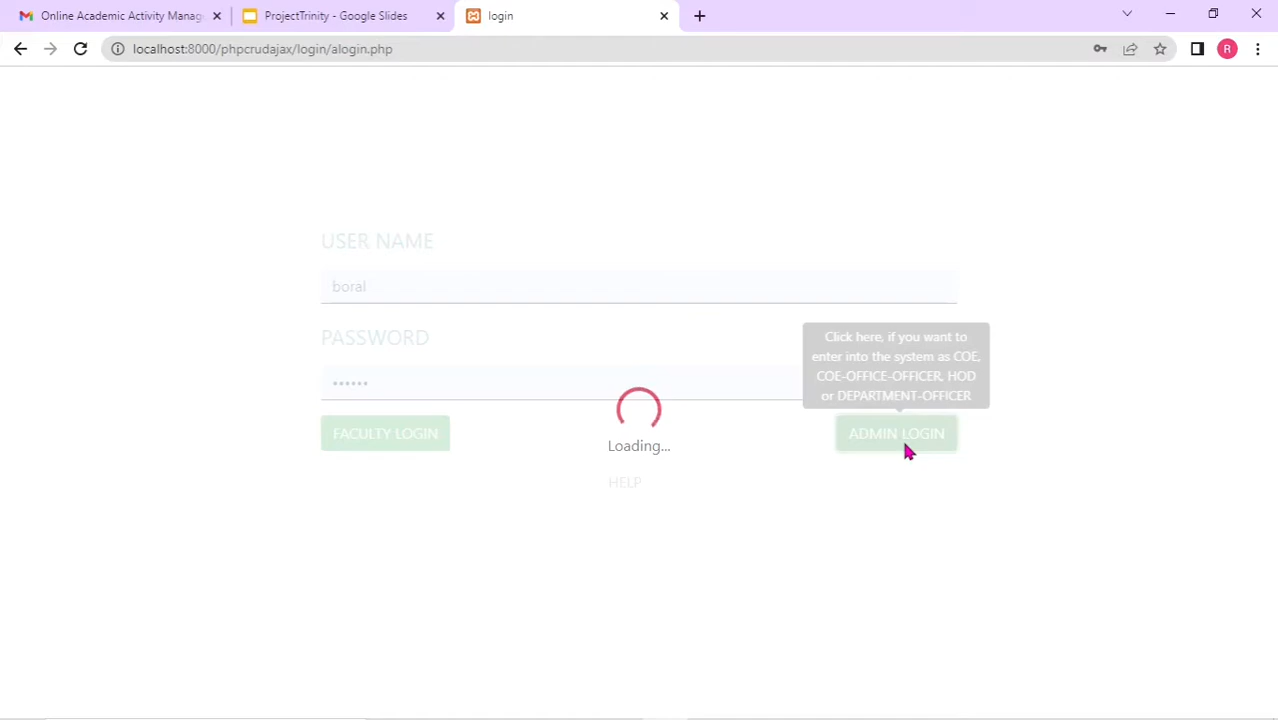 Online Academic Activity Manag
ProjectTrinity - Google Slides
login
localhost:8000/phpcrudajax/login/alogin.php
R
USER NAME
boral
PASSWORD
••••••
Click here, if you want to
enter into the system as COE,
COE-OFFICE-OFFICER, HOD
or DEPARTMENT-OFFICER
FACULTY LOGIN
ADMIN LOGIN
Loading...
HELP